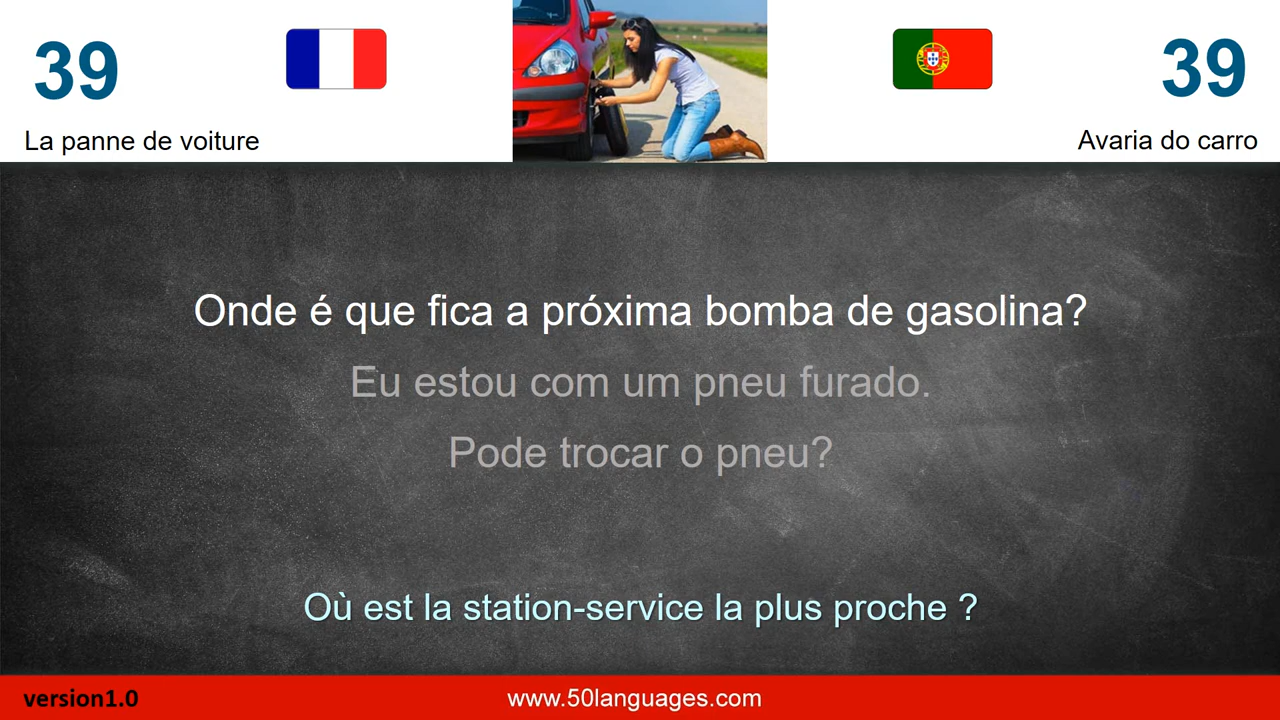 39
39
La panne de voiture
Avaria do carro
Onde é que fica a próxima bomba de gasolina?
Eu estou com um pneu furado.
Pode trocar o pneu?
Où est la station-service la plus proche ?
version1.0
www.50languages.com